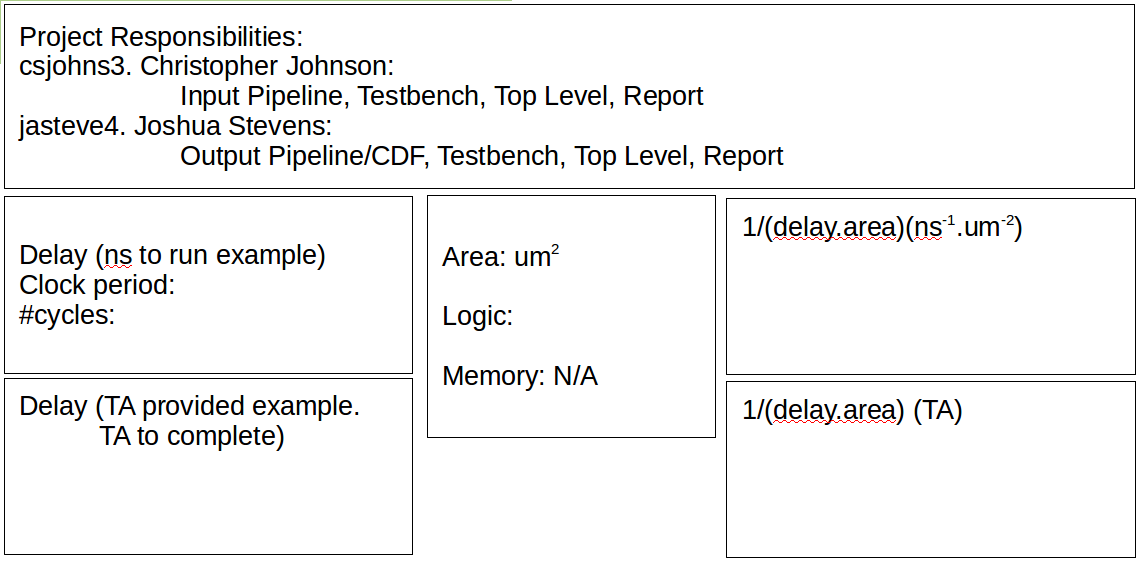 Project Responsibilities:
csjohns3. Christopher Johnson:
Input Pipeline, Testbench, Top Level, Report
jasteve4. Joshua Stevens:
Output Pipeline/CDF, Testbench, Top Level, Report
Delay (ns to run example)
Clock period:
#cycles:
Area: um²
Logic:
Memory: N/A
1/(delay.area)(ns⁻¹.um⁻²)
Delay (TA provided example.
TA to complete)
1/(delay.area) (TA)